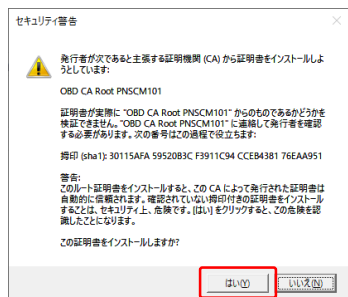 セキュリティ警告
発行者が次であると主張する証明機関 (CA) から証明書をインストールしよ
うとしています:
OBD CA Root PNSCM101
証明書が実際に "OBD CA Root PNSCM101" からのものであるかどうかを
検証できません。"OBD CA Root PNSCM101" に連絡して発行者を確認
する必要があります。次の番号はこの過程で役立ちます:
拇印 (sha1): 30115AFA 59520B3C F3911C94 CCEB4381 76EAA951
警告:
このルート証明書をインストールすると、この CA によって発行された証明書は
自動的に信頼されます。確認されていない拇印付きの証明書をインストール
することは、セキュリティ上、危険です。[はい] をクリックすると、この危険を認
識したことになります。
この証明書をインストールしますか?
はい(Y)
いいえ(N)